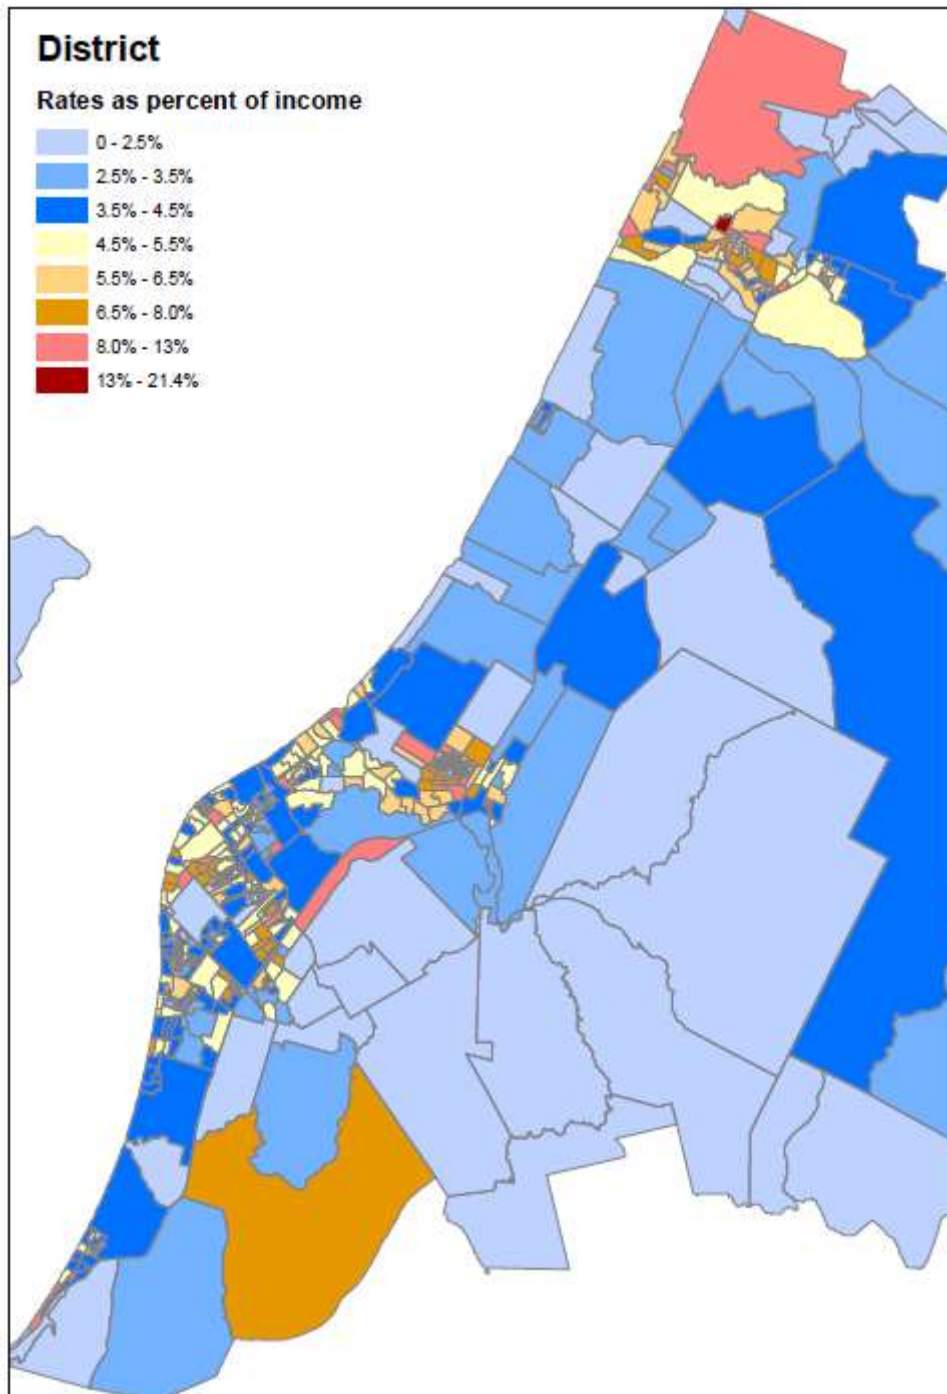 District
Rates as percent of income
0 - 2.5%
2.5% - 3.5%
3.5% - 4.5%
4.5% - 5.5%
5.5% - 6.5%
6.5% - 8.0%
8.0% - 13%
13% - 21.4%